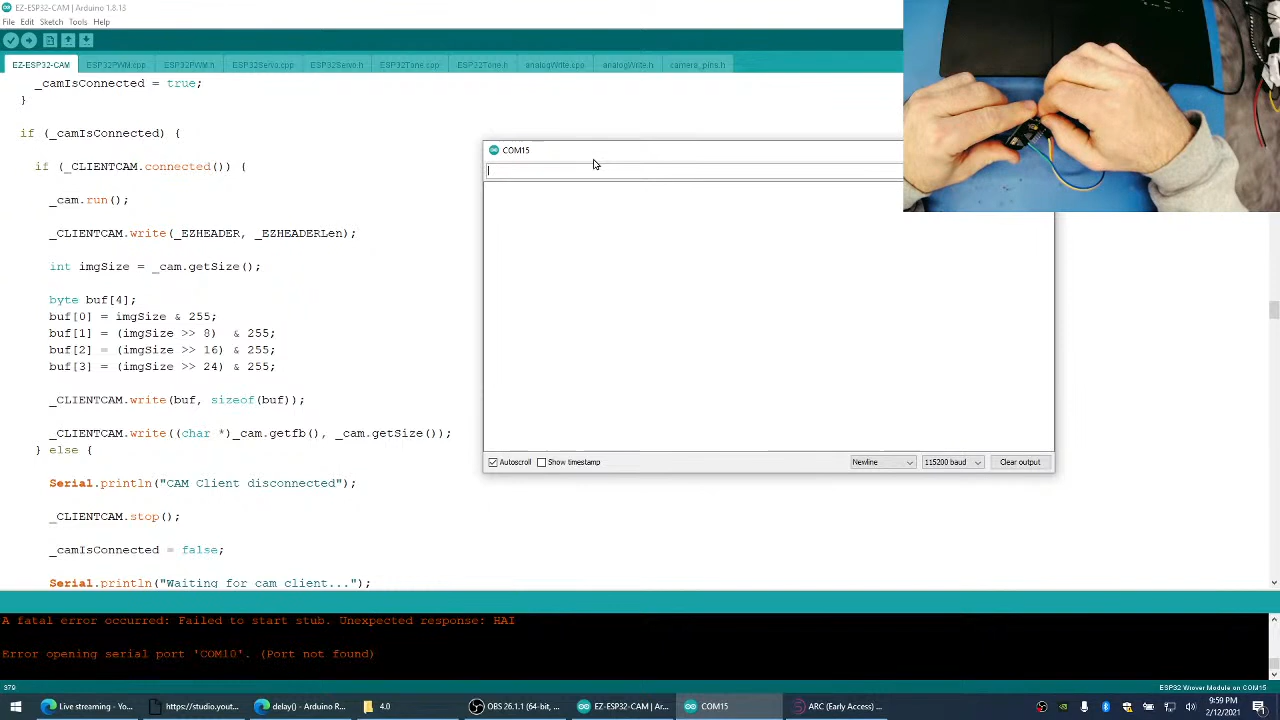 EZ-ESP32-CAM | Arduino 1.8.13
File Edit Sketch Tools Help
EZ-ESP32-CAM ESP32PWM.cpp ESP32PWM.h ESP32Servo.cpp ESP32Servo.h ESP32Tone.cpp ESP32Tone.h analogWrite.cpp analogWrite.h camera_pins.h
_camIsConnected = true;
}
if (_camIsConnected) {
if (_CLIENTCAM.connected()) {
_cam.run();
_CLIENTCAM.write(_EZHEADER, _EZHEADERLen);
int imgSize = _cam.getSize();
byte buf[4];
buf[0] = imgSize & 255;
buf[1] = (imgSize >> 8) & 255;
buf[2] = (imgSize >> 16) & 255;
buf[3] = (imgSize >> 24) & 255;
_CLIENTCAM.write(buf, sizeof(buf));
_CLIENTCAM.write((char *)_cam.getfb(), _cam.getSize());
} else {
Serial.println("CAM Client disconnected");
_CLIENTCAM.stop();
_camIsConnected = false;
Serial.println("Waiting for cam client...");
COM15
Autoscroll Show timestamp Newline 115200 baud Clear output
A fatal error occurred: Failed to start stub. Unexpected response: HAI
Error opening serial port 'COM10'. (Port not found)
379 ESP32 Wrover Module on COM15
Live streaming - Yo... https://studio.yout... delay() - Arduino R... 4.0 OBS 26.1.1 (64-bit, ... EZ-ESP32-CAM | Ar... COM15 ARC (Early Access) ...
9:59 PM
2/12/2021